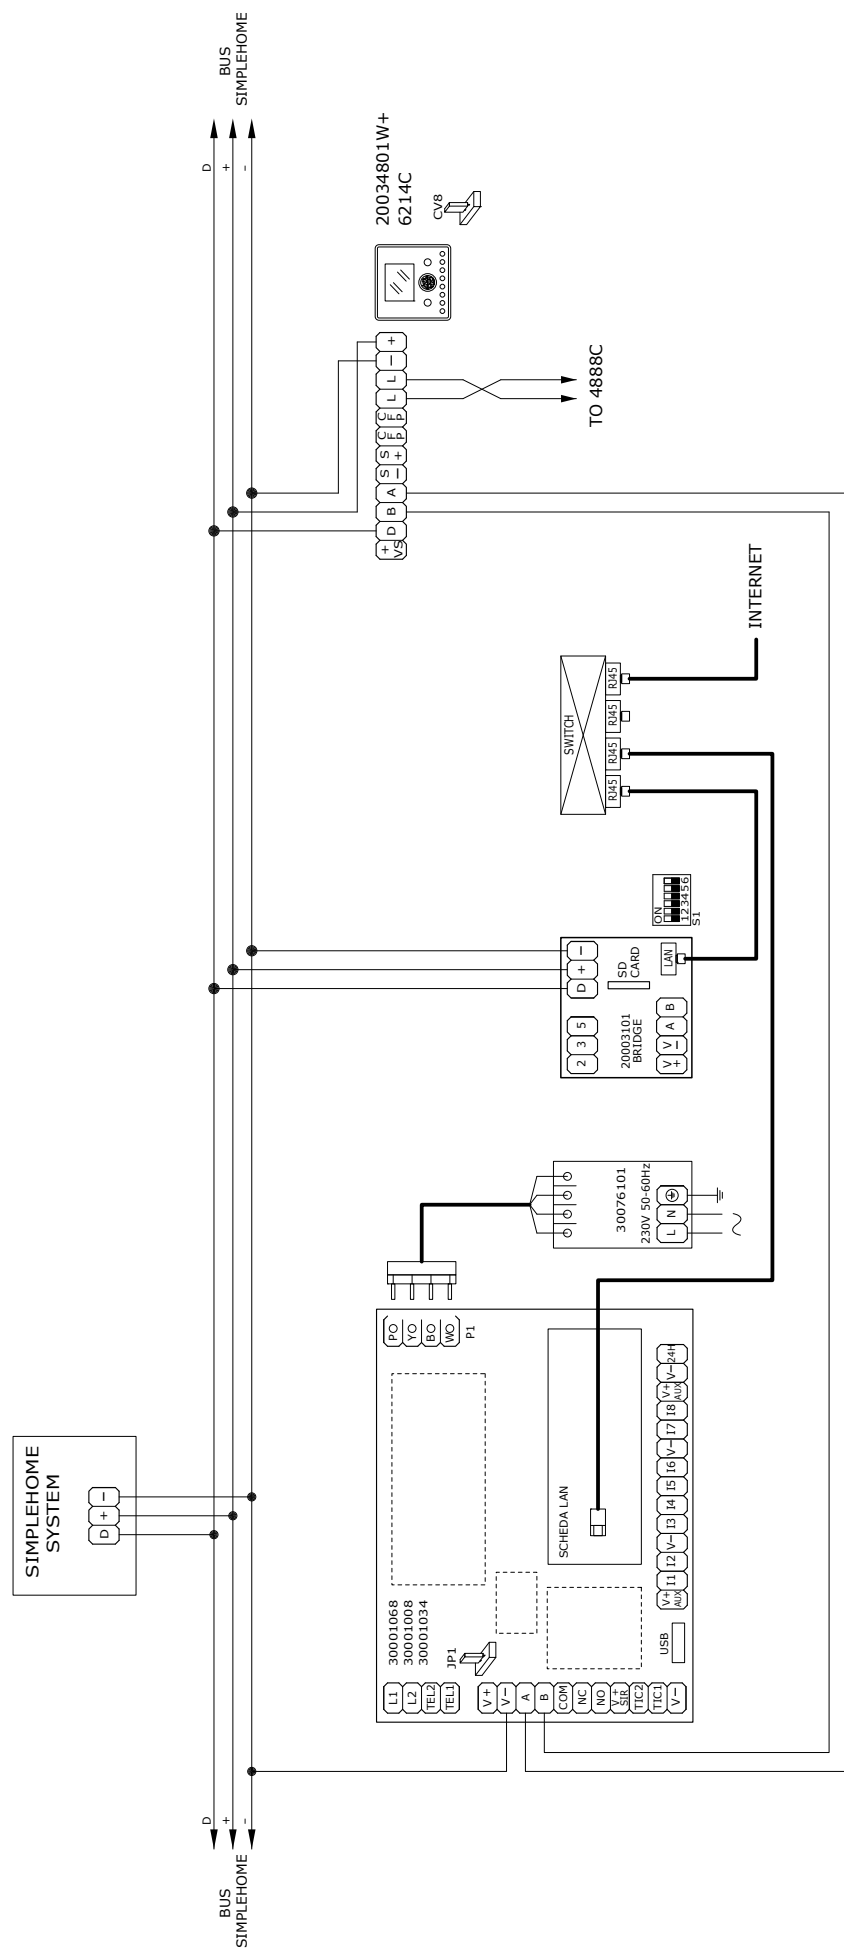 BUS
SIMPLEHOME
D
+
-
SIMPLEHOME
SYSTEM
D + -
BUS
SIMPLEHOME
D
+
-
L1
L2
TEL2
TEL1
V+
V-
A
B
COM
NC
NO
V+
SIR
TIC2
TIC1
V-
30001068
30001008
30001034
JP1
USB
SCHEDA LAN
V+
AUX
I1
I2
V-
I3
I4
I5
I6
V-
I7
I8
V+
AUX
V-
24H
PO
YO
BO
WO
P1
30076101
230V 50-60Hz
L N
2 3 5
D + -
20003101
BRIDGE
SD
CARD
LAN
V
+
V
-
A
B
ON
123456
S1
SWITCH
RJ45
RJ45
RJ45
RJ45
INTERNET
+
VS
D
B
A
S
-
S
+
C
F
P
C
F
P
L
L
-
+
TO 4888C
20034801W+
6214C
CV8